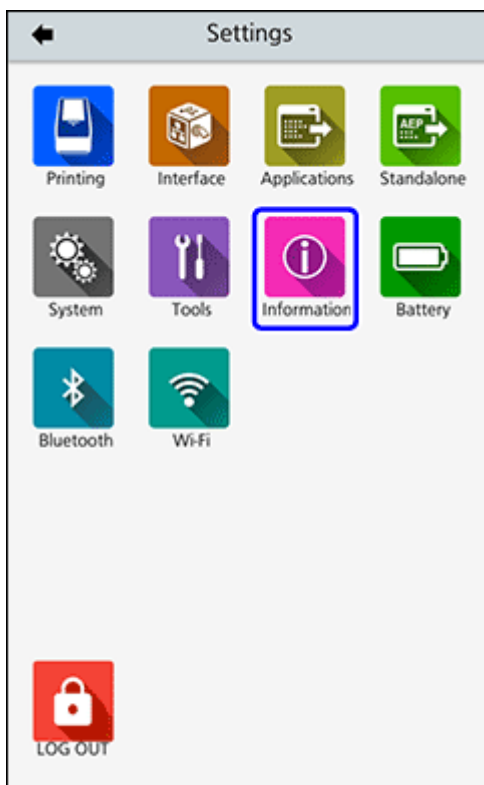 Settings
Printing Interface Applications Standalone
AEP
System Tools Information Battery
Bluetooth Wi-Fi
LOG OUT